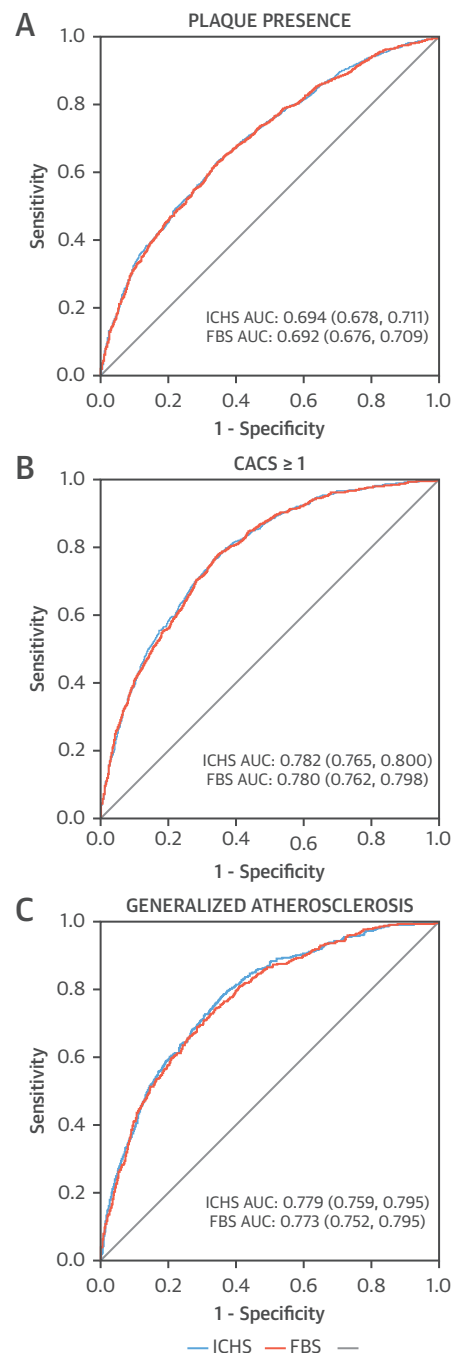 A
PLAQUE PRESENCE
1.0
0.8
0.6
0.4
0.2
0.0
Sensitivity
ICHS AUC: 0.694 (0.678, 0.711)
FBS AUC: 0.692 (0.676, 0.709)
0.0 0.2 0.4 0.6 0.8 1.0
1 - Specificity
B
CACS ≥ 1
1.0
0.8
0.6
0.4
0.2
0.0
Sensitivity
ICHS AUC: 0.782 (0.765, 0.800)
FBS AUC: 0.780 (0.762, 0.798)
0.0 0.2 0.4 0.6 0.8 1.0
1 - Specificity
C
GENERALIZED ATHEROSCLEROSIS
1.0
0.8
0.6
0.4
0.2
0.0
Sensitivity
ICHS AUC: 0.779 (0.759, 0.795)
FBS AUC: 0.773 (0.752, 0.795)
0.0 0.2 0.4 0.6 0.8 1.0
1 - Specificity
ICHS FBS